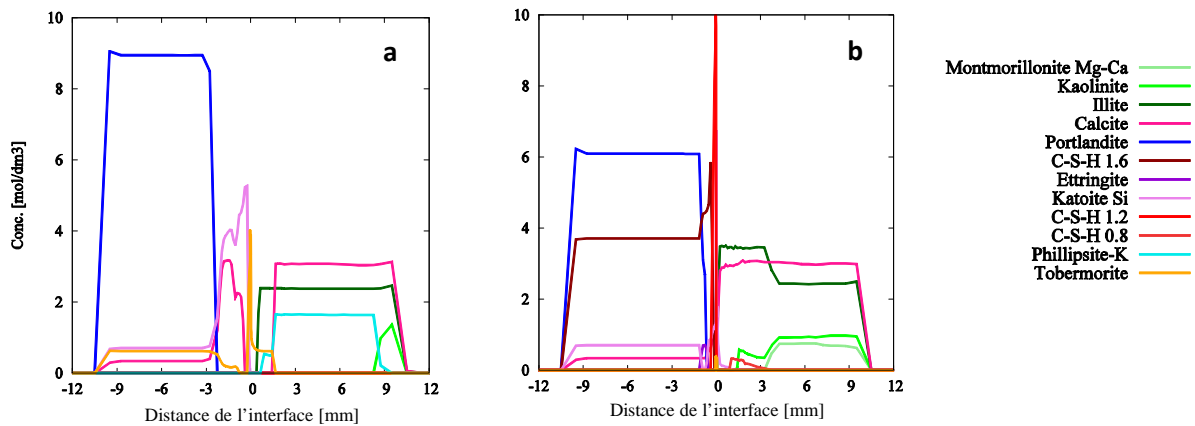 a
Conc. [mol/dm3]
10
8
6
4
2
0
-12 -9 -6 -3 0 3 6 9 12
Distance de l’interface [mm]
b
10
8
6
4
2
0
-12 -9 -6 -3 0 3 6 9 12
Distance de l’interface [mm]
Montmorillonite Mg-Ca
Kaolinite
Illite
Calcite
Portlandite
C-S-H 1.6
Ettringite
Katoite Si
C-S-H 1.2
C-S-H 0.8
Phillipsite-K
Tobermorite